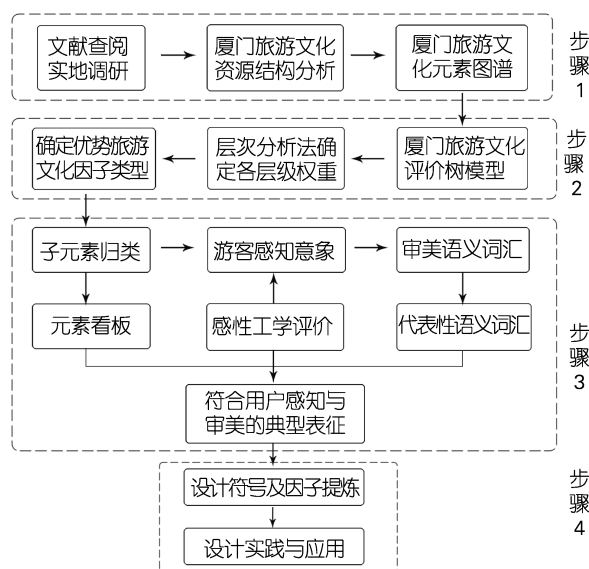 文献查阅
实地调研
厦门旅游文化
资源结构分析
厦门旅游文
化元素图谱
步
骤
1
确定优势旅游
文化因子类型
层次分析法确
定各层级权重
厦门旅游文化
评价树模型
步
骤
2
子元素归类
游客感知意象
审美语义词汇
元素看板
感性工学评价
代表性语义词汇
符合用户感知与
审美的典型表征
步
骤
3
设计符号及因子提炼
设计实践与应用
步
骤
4